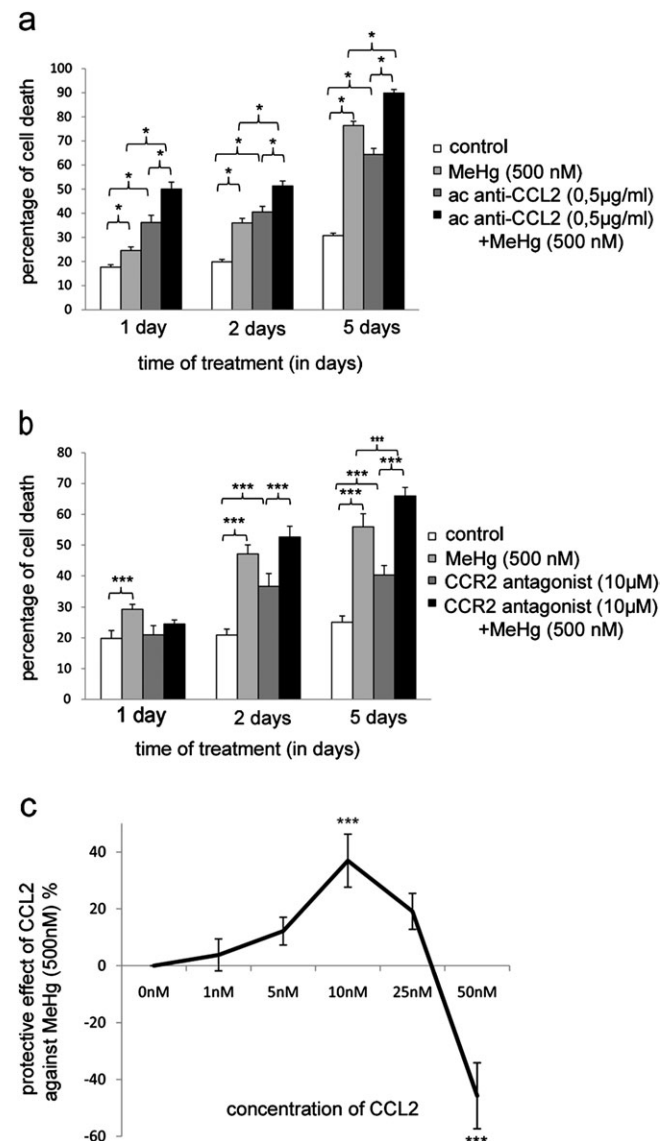 a
* * * * * * * * * *
* * * * *
percentage of cell death
100
90
80
70
60
50
40
30
20
10
0
1 day 2 days 5 days
time of treatment (in days)
control
MeHg (500 nM)
ac anti-CCL2 (0,5µg/ml)
ac anti-CCL2 (0,5µg/ml)
+MeHg (500 nM)
b
*** *** *** *** *** *** *** ***
percentage of cell death
80
70
60
50
40
30
20
10
0
1 day 2 days 5 days
time of treatment (in days)
control
MeHg (500 nM)
CCR2 antagonist (10µM)
CCR2 antagonist (10µM)
+MeHg (500 nM)
c
protective effect of CCL2
against MeHg (500nM) %
40
20
0
-20
-40
-60
***
0nM 1nM 5nM 10nM 25nM 50nM
concentration of CCL2
***